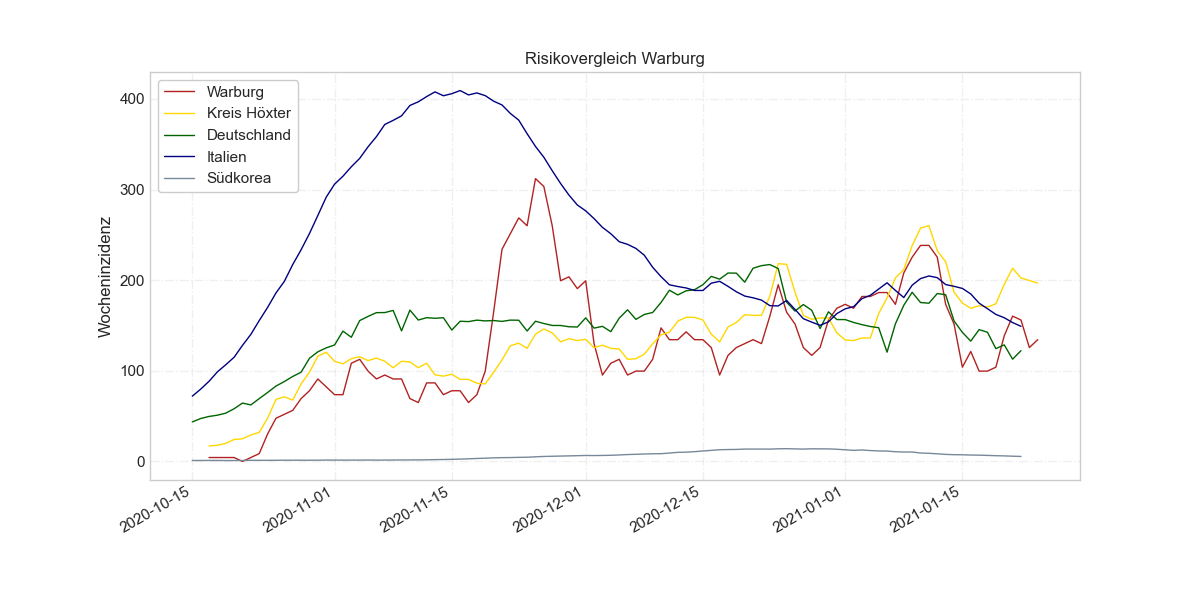 Risikovergleich Warburg
Warburg
Kreis Höxter
Deutschland
Italien
Südkorea
Wocheninzidenz
400
300
200
100
0
2020-10-15
2020-11-01
2020-11-15
2020-12-01
2020-12-15
2021-01-01
2021-01-15